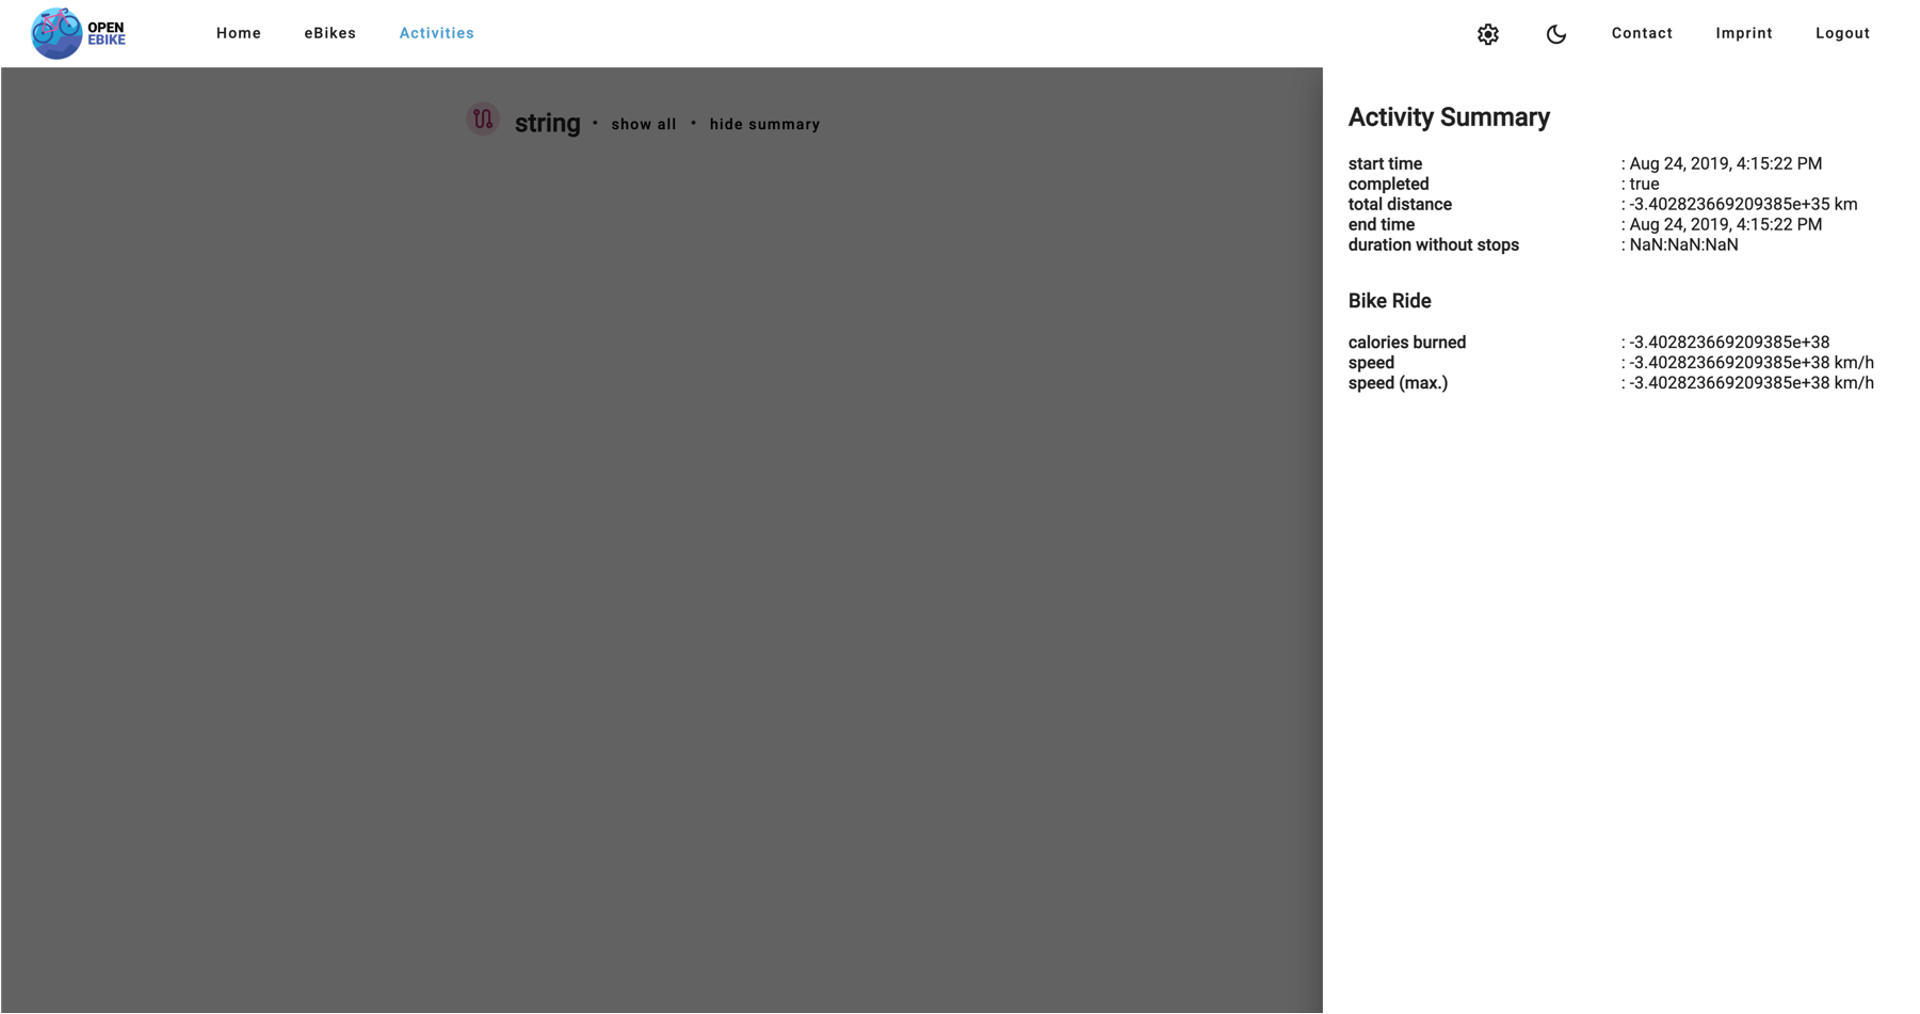 OPEN
EBIKE
Home eBikes Activities Contact Imprint Logout
string • show all • hide summary
Activity Summary
start time : Aug 24, 2019, 4:15:22 PM
completed : true
total distance : -3.402823669209385e+35 km
end time : Aug 24, 2019, 4:15:22 PM
duration without stops : NaN:NaN:NaN
Bike Ride
calories burned : -3.402823669209385e+38
speed : -3.402823669209385e+38 km/h
speed (max.) : -3.402823669209385e+38 km/h